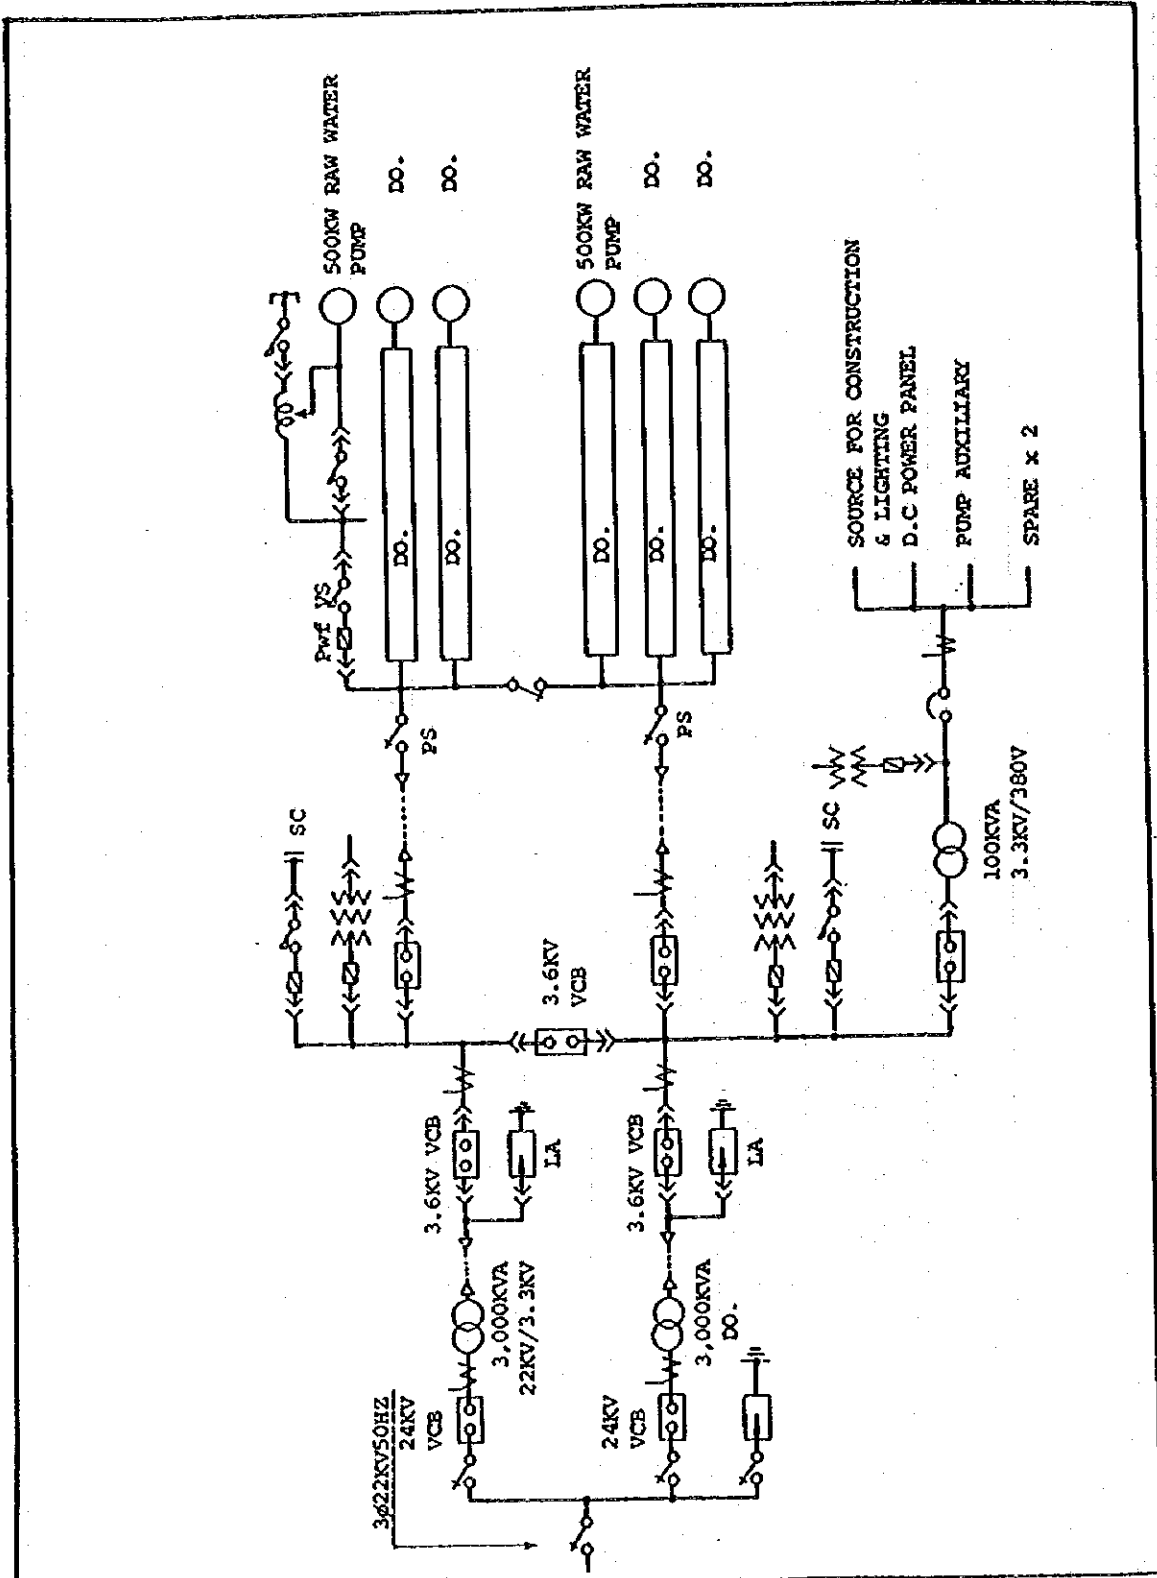 500KW RAW WATER
PUMP
DO.
DO.
500KW RAW WATER
PUMP
DO.
DO.
Pwf VS
DO.
DO.
DO.
DO.
DO.
PS
PS
SOURCE FOR CONSTRUCTION
& LIGHTING
D.C POWER PANEL
PUMP AUXILIARY
SPARE x 2
SC
SC
3.6KV
VCB
100KVA
3.3KV/380V
3.6KV VCB
LA
3.6KV VCB
LA
3,000KVA
22KV/3.3KV
3,000KVA
DO.
3ø22KV50HZ
24KV
VCB
24KV
VCB